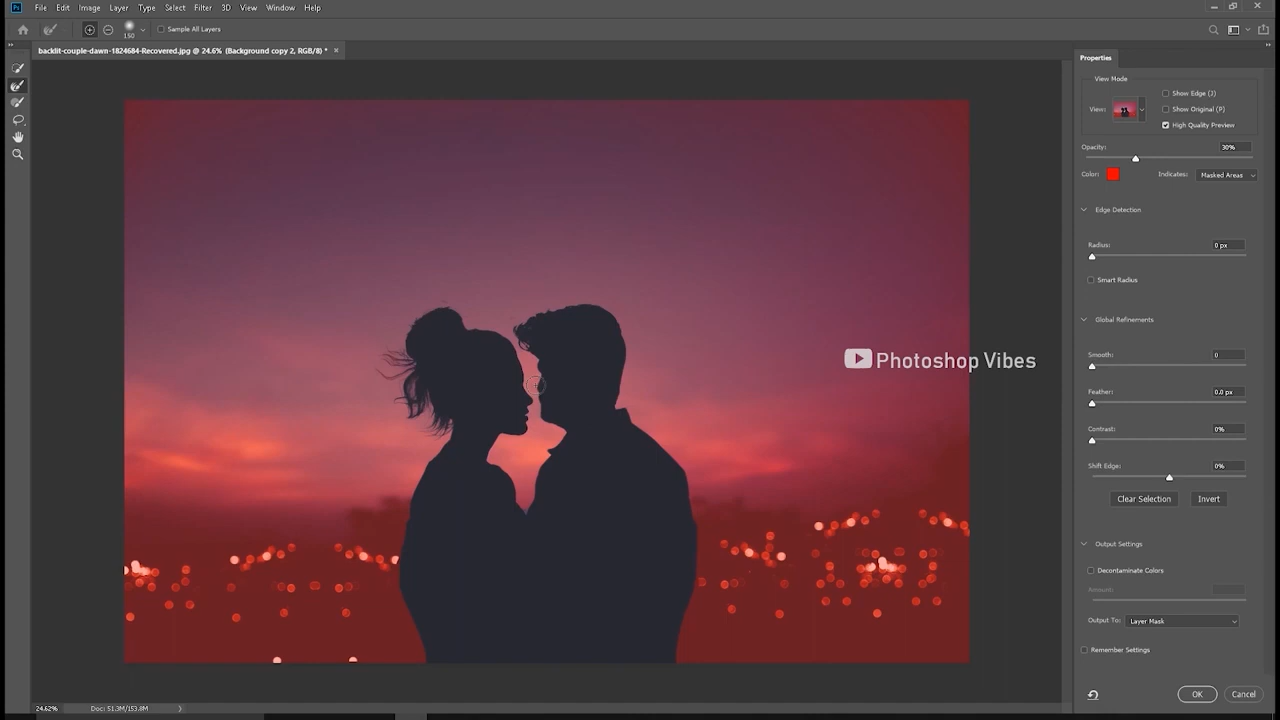 Ps File Edit Image Layer Type Select Filter 3D View Window Help
150 Sample All Layers
backlit-couple-dawn-1824684-Recovered.jpg @ 24.6% (Background copy 2, RGB/8) *
Properties
View Mode
View:
Show Edge (J)
Show Original (P)
High Quality Preview
Opacity: 30%
Color: Indicates: Masked Areas
Edge Detection
Radius: 0 px
Smart Radius
Global Refinements
Smooth: 0
Feather: 0.0 px
Contrast: 0%
Shift Edge: 0%
Clear Selection Invert
Output Settings
Decontaminate Colors
Amount:
Output To: Layer Mask
Remember Settings
OK Cancel
Photoshop Vibes
24.62% Doc: 51.3M/153.8M